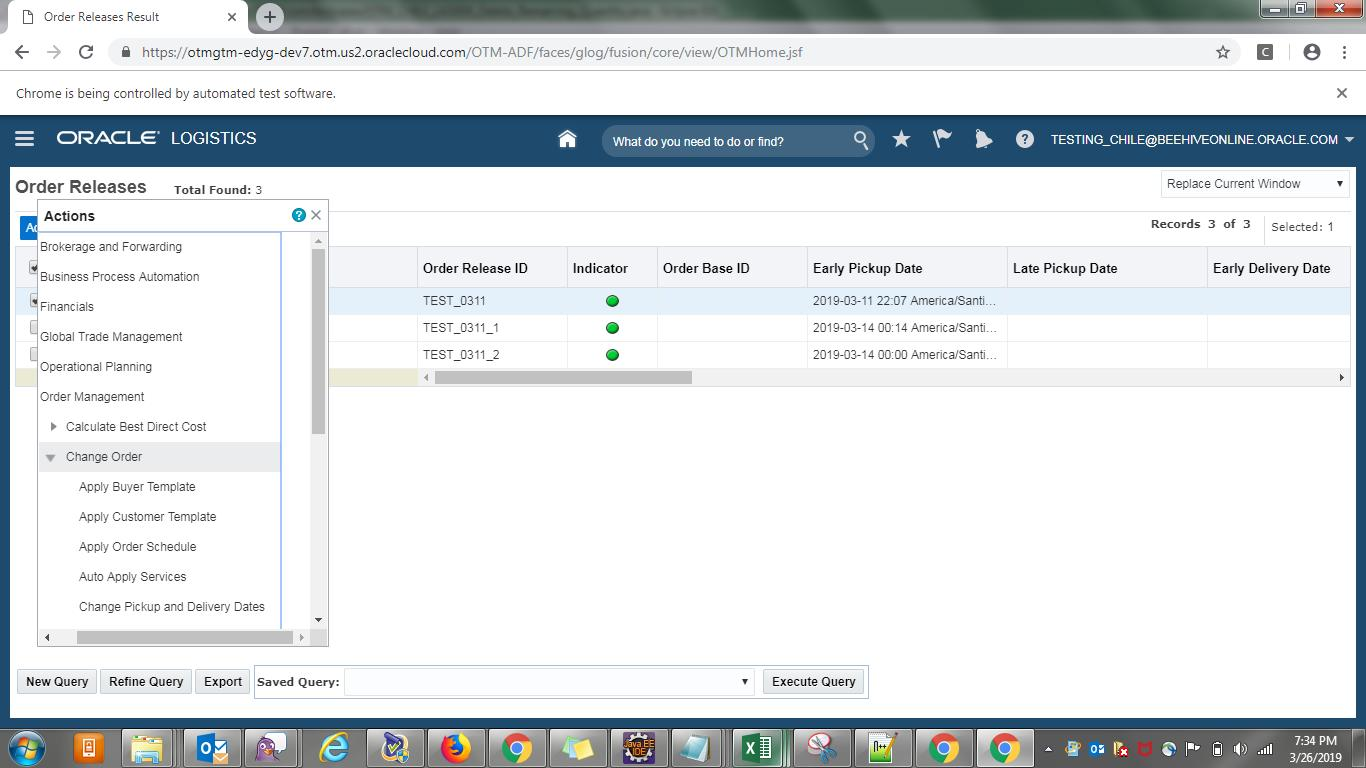 Order Releases Result
https://otmgtm-edyg-dev7.otm.us2.oraclecloud.com/OTM-ADF/faces/glog/fusion/core/view/OTMHome.jsf
C
Chrome is being controlled by automated test software.
ORACLE LOGISTICS
What do you need to do or find?
TESTING_CHILE@BEEHIVEONLINE.ORACLE.COM
Order Releases Total Found: 3
Replace Current Window
Actions
Records 3 of 3 Selected: 1
Order Release ID Indicator Order Base ID Early Pickup Date Late Pickup Date Early Delivery Date
TEST_0311 2019-03-11 22:07 America/Santi...
TEST_0311_1 2019-03-14 00:14 America/Santi...
TEST_0311_2 2019-03-14 00:00 America/Santi...
Brokerage and Forwarding
Business Process Automation
Financials
Global Trade Management
Operational Planning
Order Management
Calculate Best Direct Cost
Change Order
Apply Buyer Template
Apply Customer Template
Apply Order Schedule
Auto Apply Services
Change Pickup and Delivery Dates
New Query Refine Query Export Saved Query: Execute Query
Java EE
IDE
7:34 PM
3/26/2019